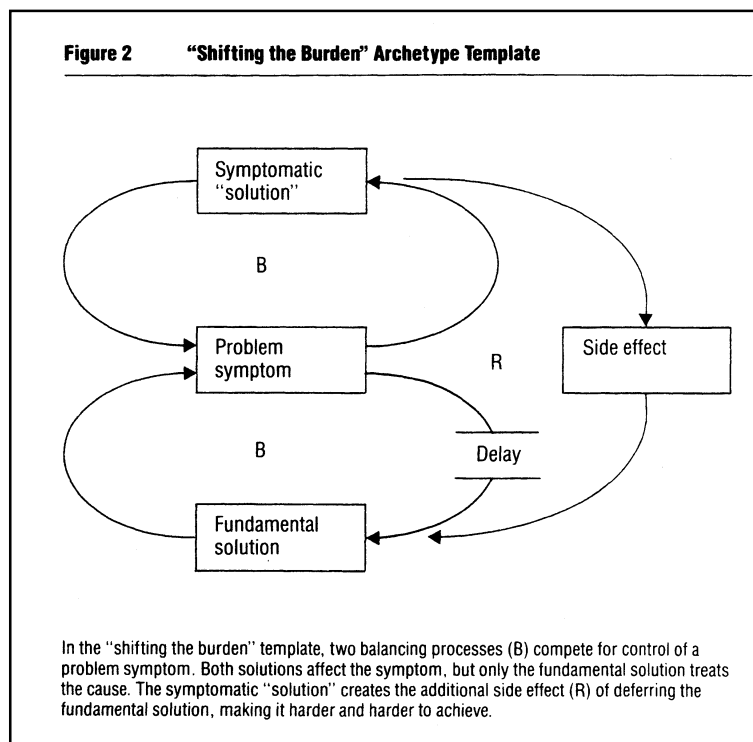 Figure 2 “Shifting the Burden” Archetype Template
Symptomatic
“solution”
B
Problem
symptom
R
Side effect
B
Delay
Fundamental
solution
In the “shifting the burden” template, two balancing processes (B) compete for control of a
problem symptom. Both solutions affect the symptom, but only the fundamental solution treats
the cause. The symptomatic “solution” creates the additional side effect (R) of deferring the
fundamental solution, making it harder and harder to achieve.